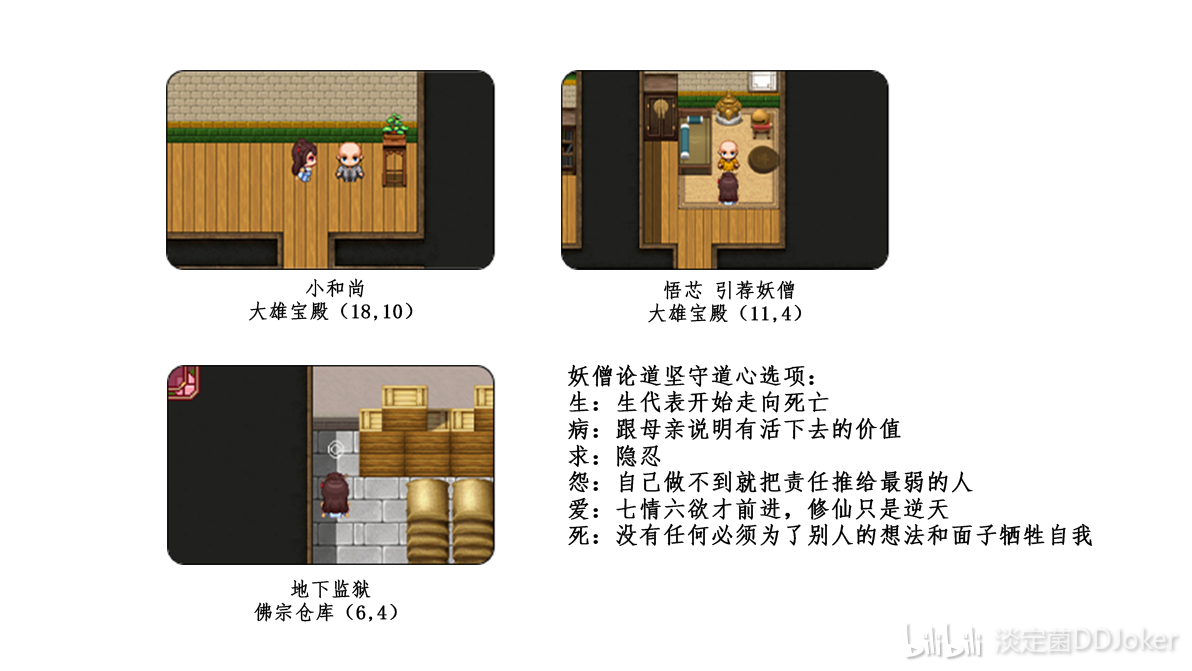 小和尚
大雄宝殿（18,10）
悟芯 引荐妖僧
大雄宝殿（11,4）
地下监狱
佛宗仓库（6,4）
妖僧论道坚守道心选项：
生：生代表开始走向死亡
病：跟母亲说明有活下去的价值
求：隐忍
怨：自己做不到就把责任推给最弱的人
爱：七情六欲才前进，修仙只是逆天
死：没有任何必须为了别人的想法和面子牺牲自我
bilibili 淡定菌DDJoker